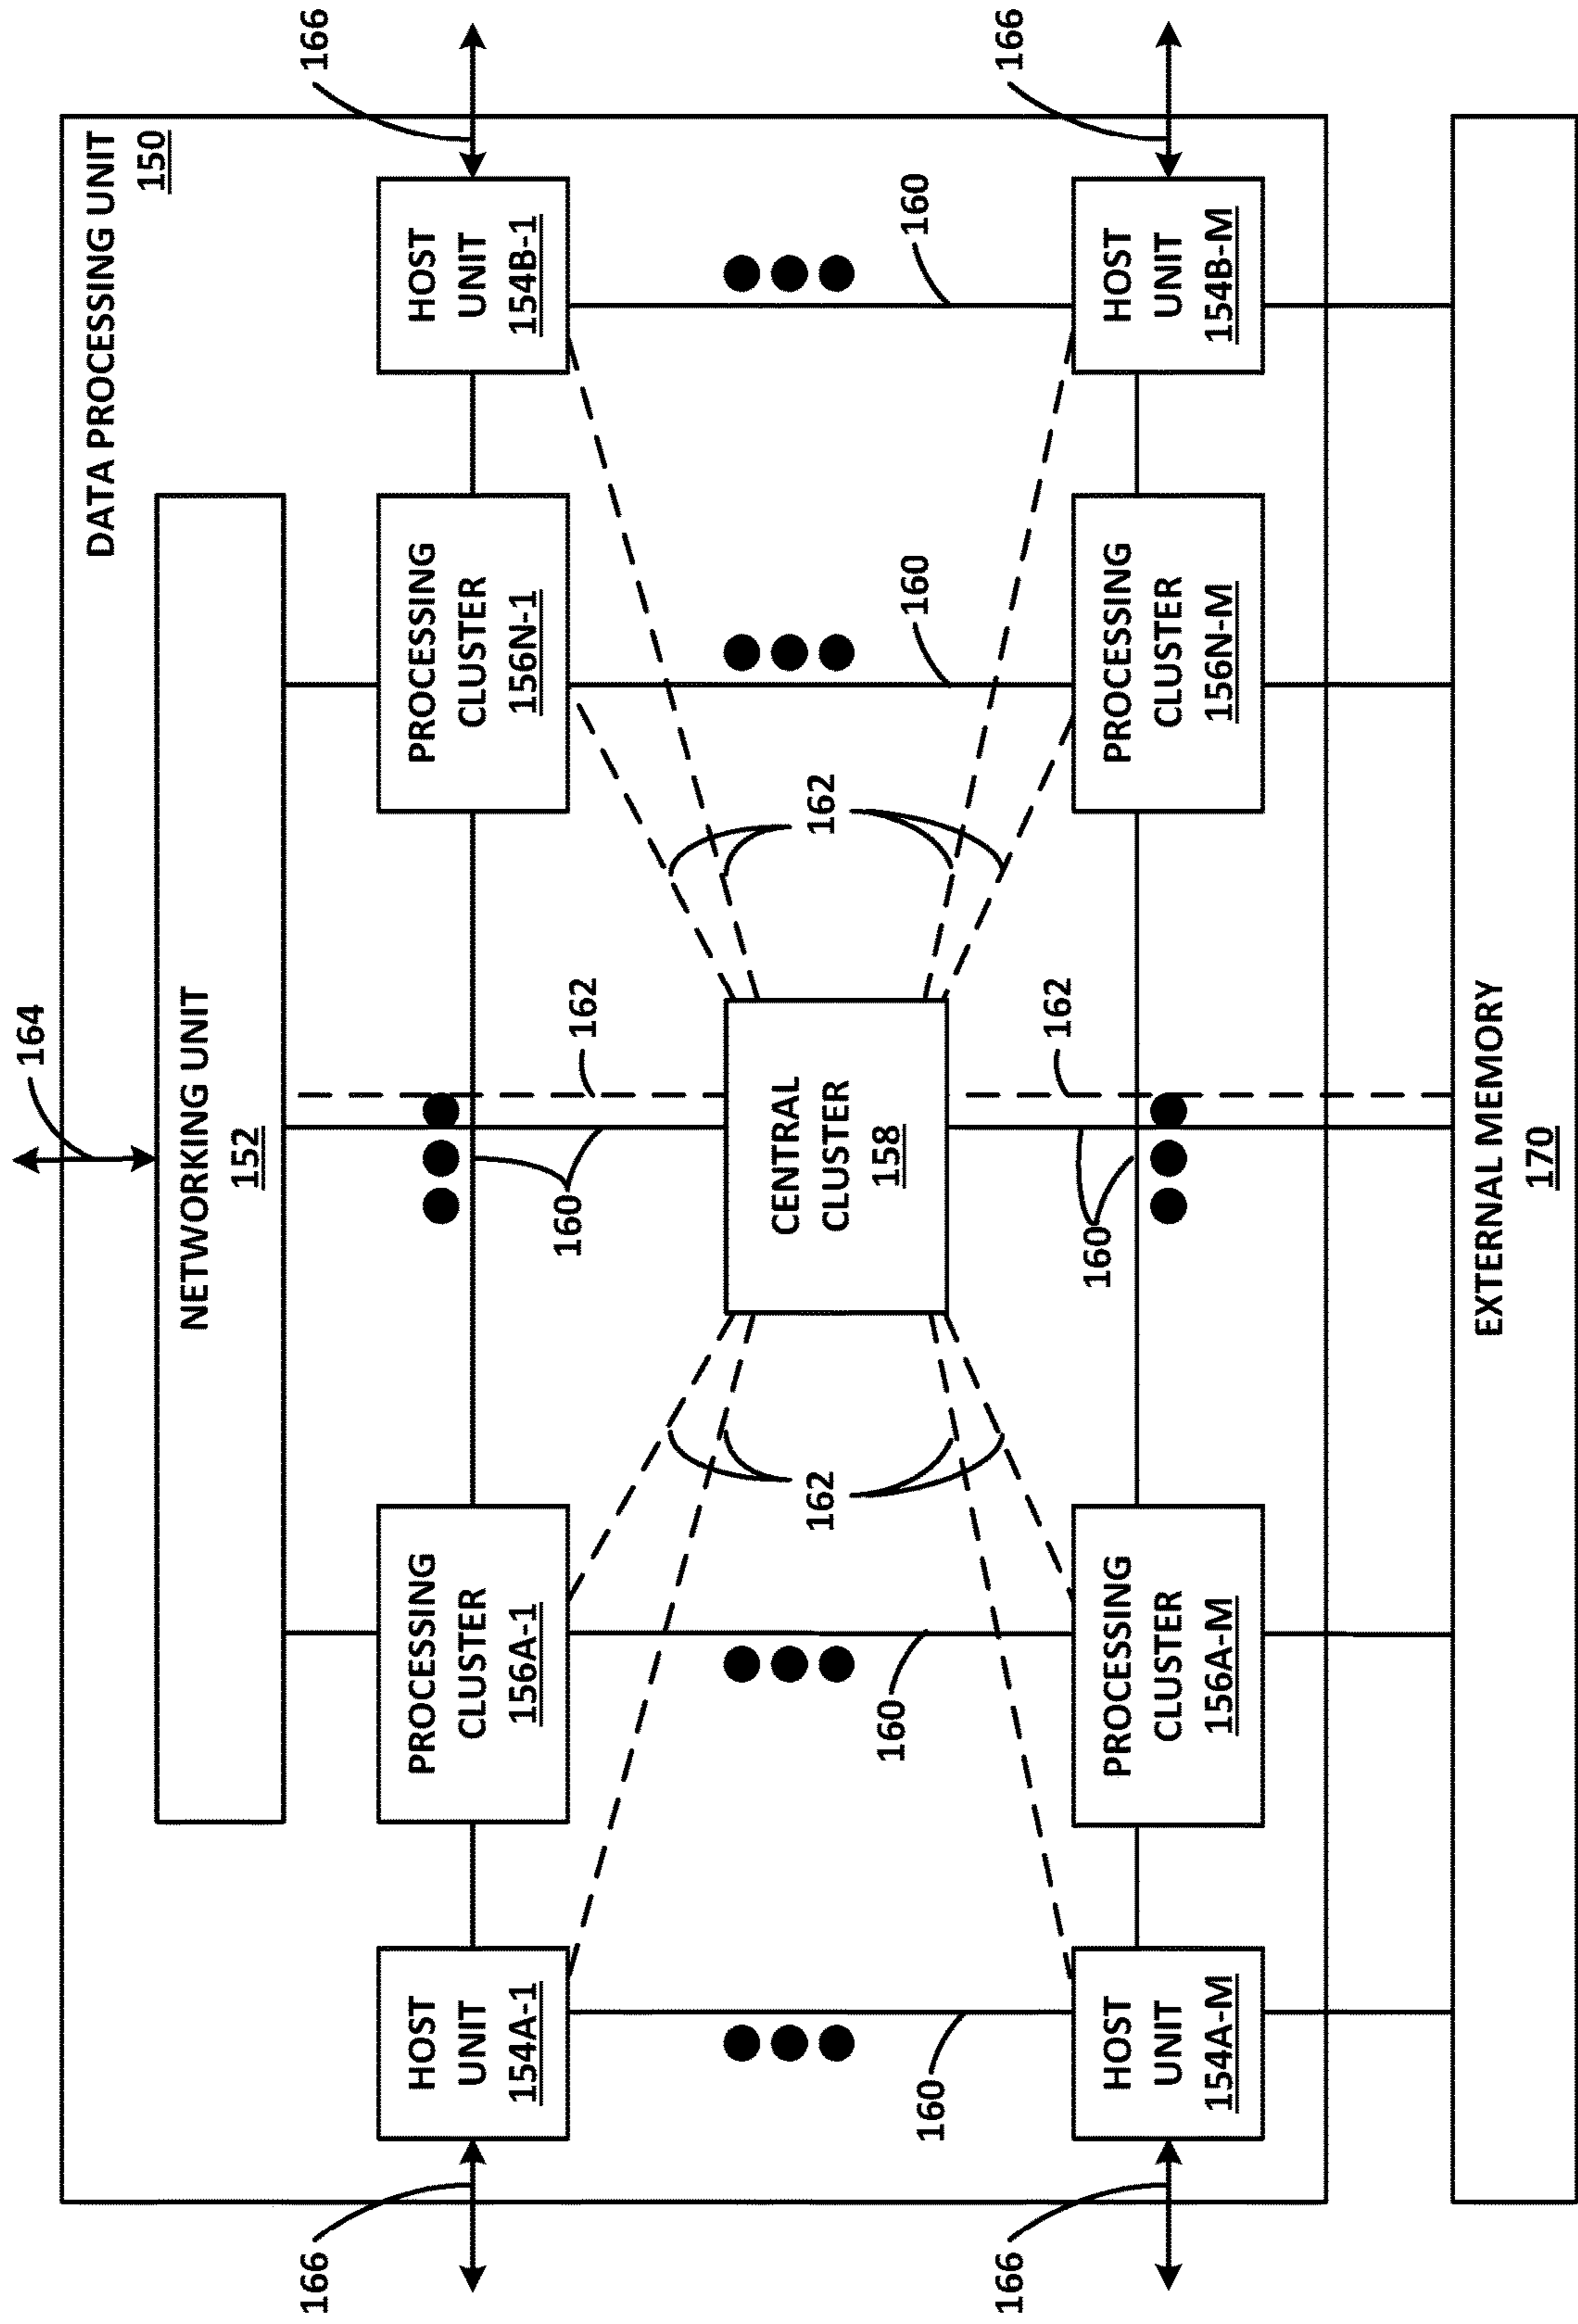 164
DATA PROCESSING UNIT
150
NETWORKING UNIT
152
166
166
HOST
UNIT
154A-1
PROCESSING
CLUSTER
156A-1
PROCESSING
CLUSTER
156N-1
HOST
UNIT
154B-1
160
162
162
CENTRAL
CLUSTER
158
162
160
160
160
160
166
166
160
162
HOST
UNIT
154A-M
PROCESSING
CLUSTER
156A-M
PROCESSING
CLUSTER
156N-M
HOST
UNIT
154B-M
EXTERNAL MEMORY
170